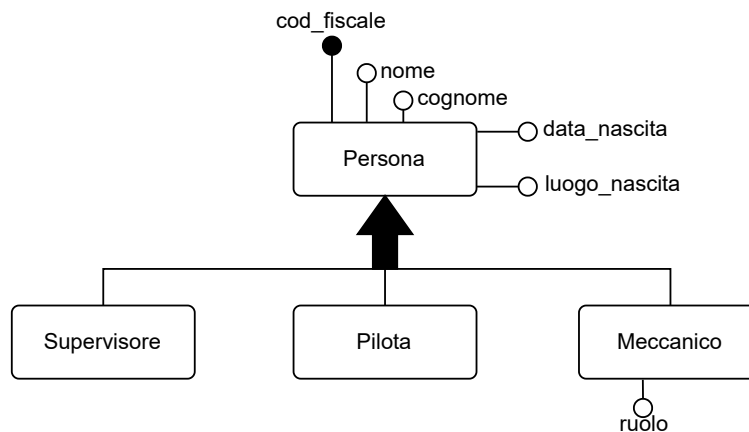 cod_fiscale
nome
cognome
data_nascita
Persona
luogo_nascita
Supervisore
Pilota
Meccanico
ruolo